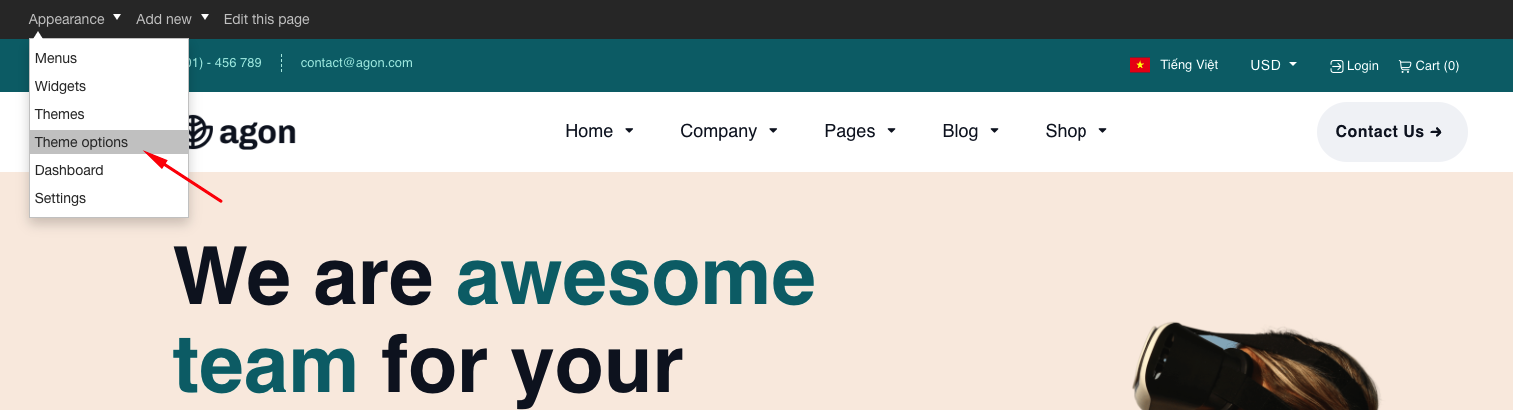 Appearance Add new Edit this page
Menus
Widgets
Themes
Theme options
Dashboard
Settings
01) - 456 789 contact@agon.com Tiếng Việt USD Login Cart (0)
agon Home Company Pages Blog Shop Contact Us →
We are awesome
team for your